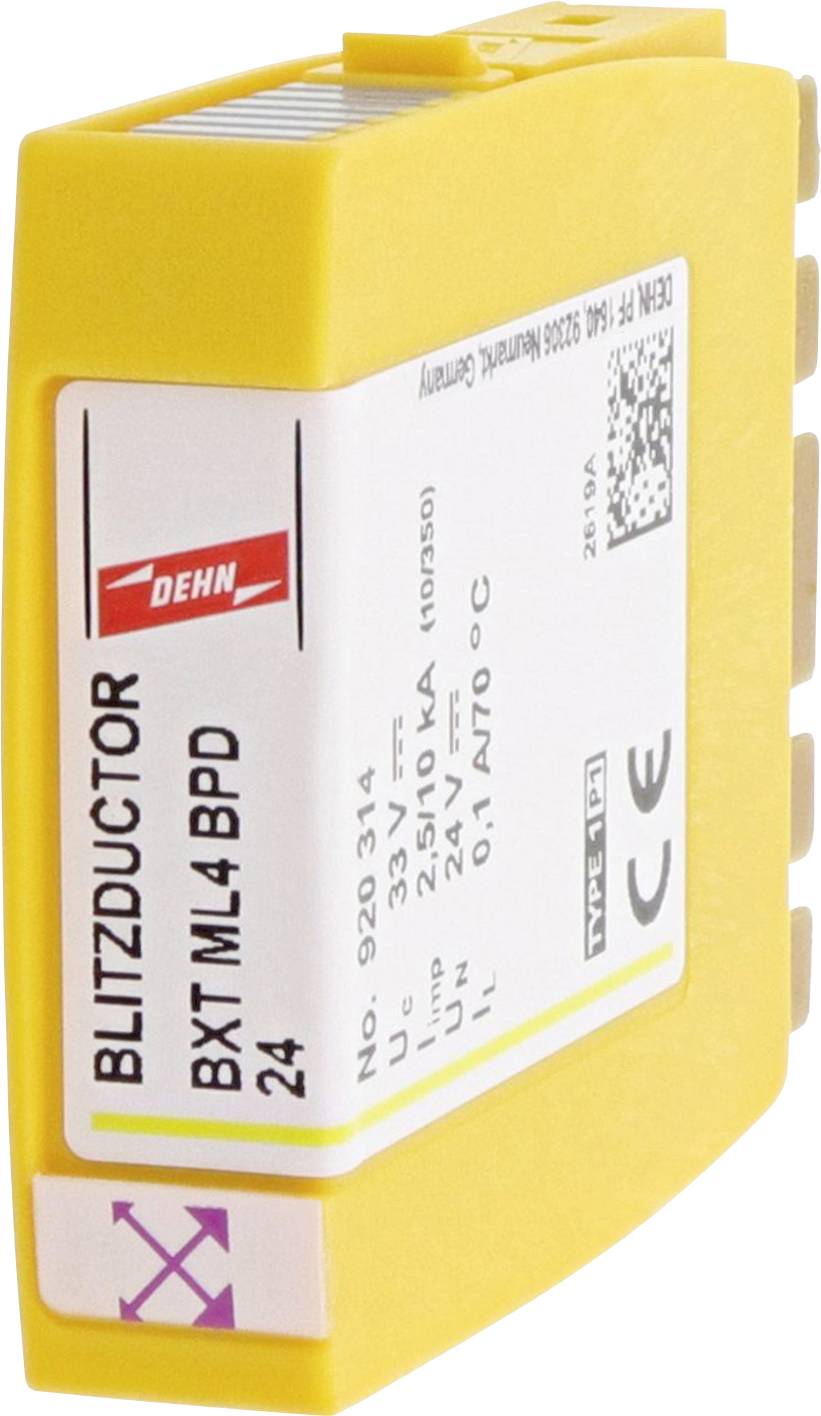 DEHN
BLITZDUCTOR
BXT ML4 BPD
24
No. 920 314
Uc 33 V ⎓
Iimp 2,5/10 kA (10/350)
UN 24 V ⎓
IL 0,1 A/70 °C
TYPE 1 P1
CE
2619A
DEHN, PF 1640, 92306 Neumarkt, Germany